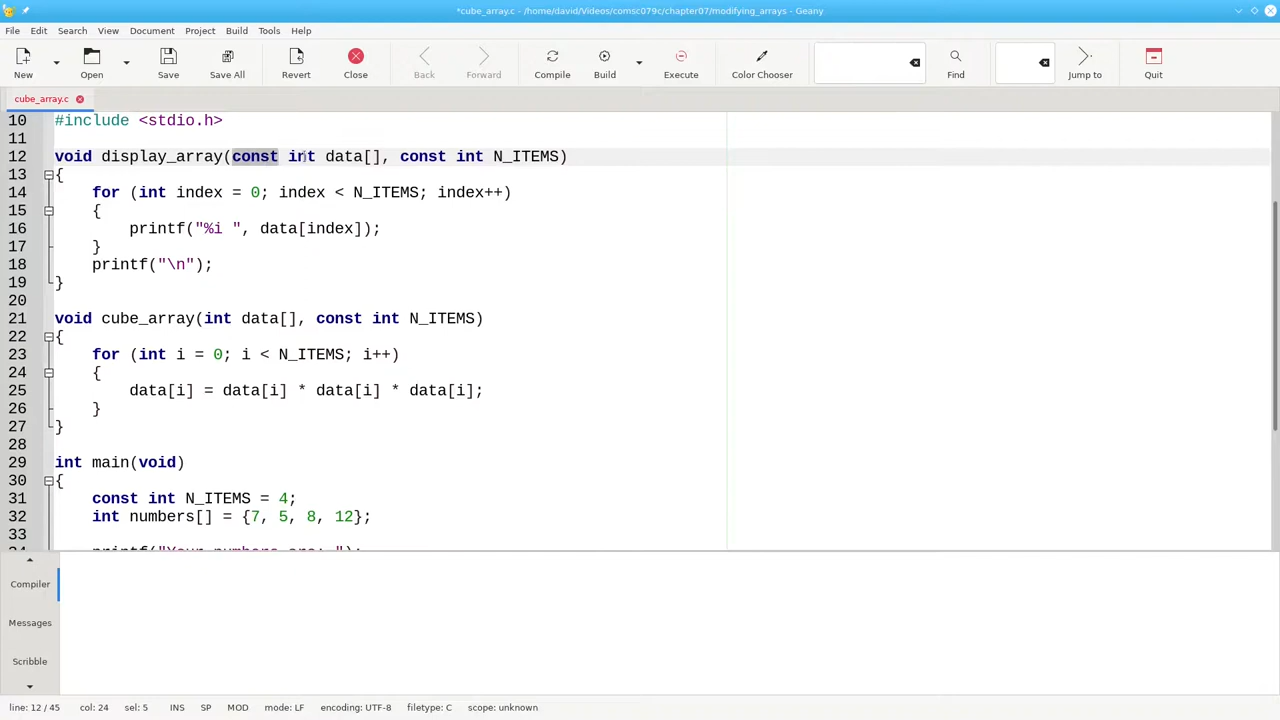 *cube_array.c - /home/david/Videos/comsc079c/chapter07/modifying_arrays - Geany
File Edit Search View Document Project Build Tools Help
New Open Save Save All Revert Close Back Forward Compile Build Execute Color Chooser Find Jump to Quit
cube_array.c
10 #include <stdio.h>
11
12 void display_array(const int data[], const int N_ITEMS)
13 {
14 for (int index = 0; index < N_ITEMS; index++)
15 {
16 printf("%i ", data[index]);
17 }
18 printf("\n");
19 }
20
21 void cube_array(int data[], const int N_ITEMS)
22 {
23 for (int i = 0; i < N_ITEMS; i++)
24 {
25 data[i] = data[i] * data[i] * data[i];
26 }
27 }
28
29 int main(void)
30 {
31 const int N_ITEMS = 4;
32 int numbers[] = {7, 5, 8, 12};
33
34 printf("Your numbers are: ");
Compiler
Messages
Scribble
line: 12 / 45 col: 24 sel: 5 INS SP MOD mode: LF encoding: UTF-8 filetype: C scope: unknown